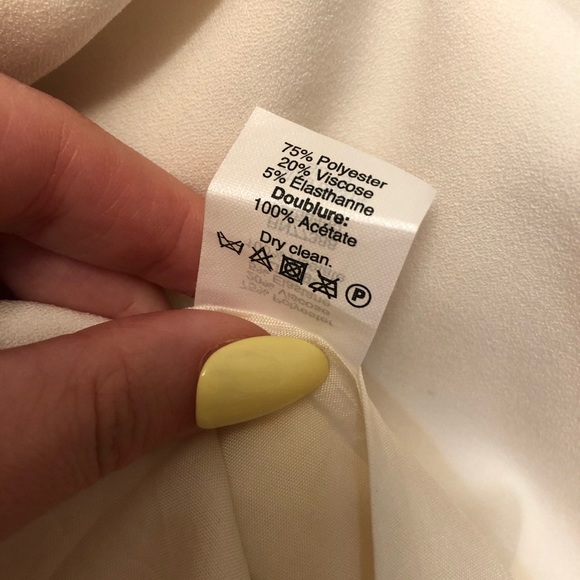 75% Polyester
20% Viscose
5% Élasthanne
Doublure:
100% Acétate
Dry clean.
P